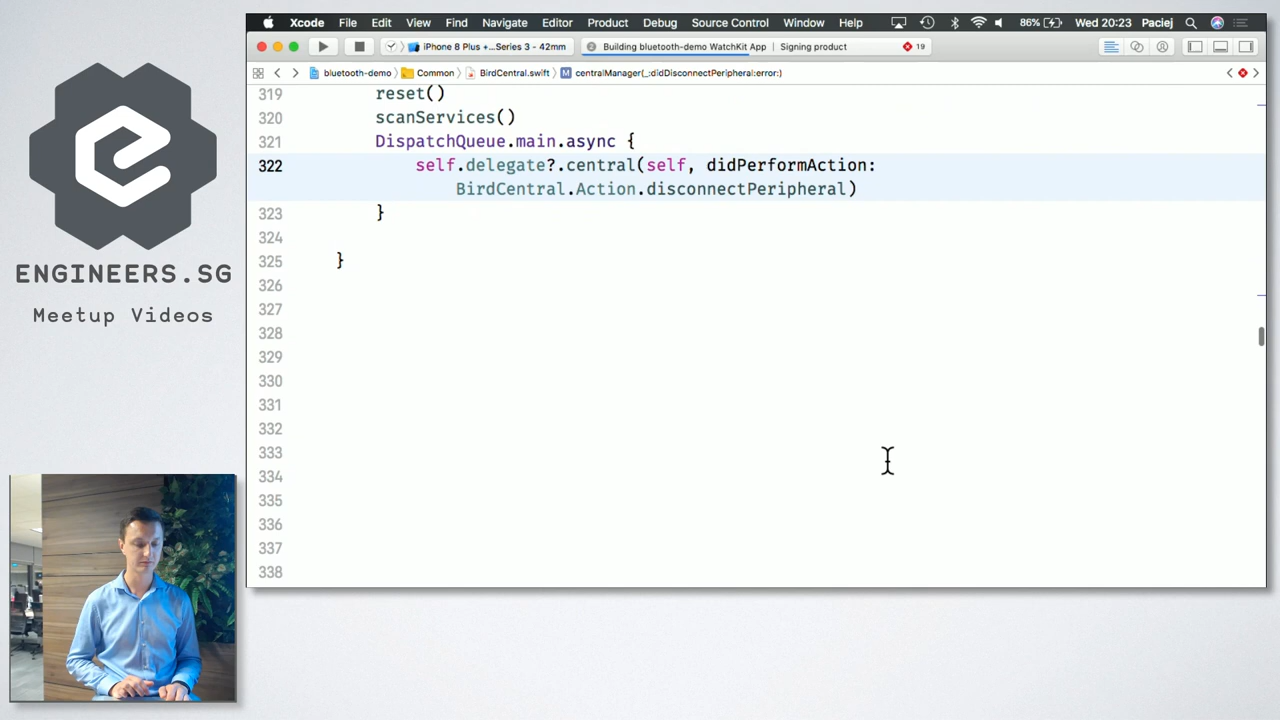 Xcode File Edit View Find Navigate Editor Product Debug Source Control Window Help 86% Wed 20:23 Paciej
iPhone 8 Plus +...Series 3 - 42mm Building bluetooth-demo WatchKit App | Signing product 19
bluetooth-demo Common BirdCentral.swift M centralManager(_:didDisconnectPeripheral:error:)
319 reset()
320 scanServices()
321 DispatchQueue.main.async {
322 self.delegate?.central(self, didPerformAction:
BirdCentral.Action.disconnectPeripheral)
323 }
324
325 }
326
327
328
329
330
331
332
333
334
335
336
337
338
ENGINEERS.SG
Meetup Videos